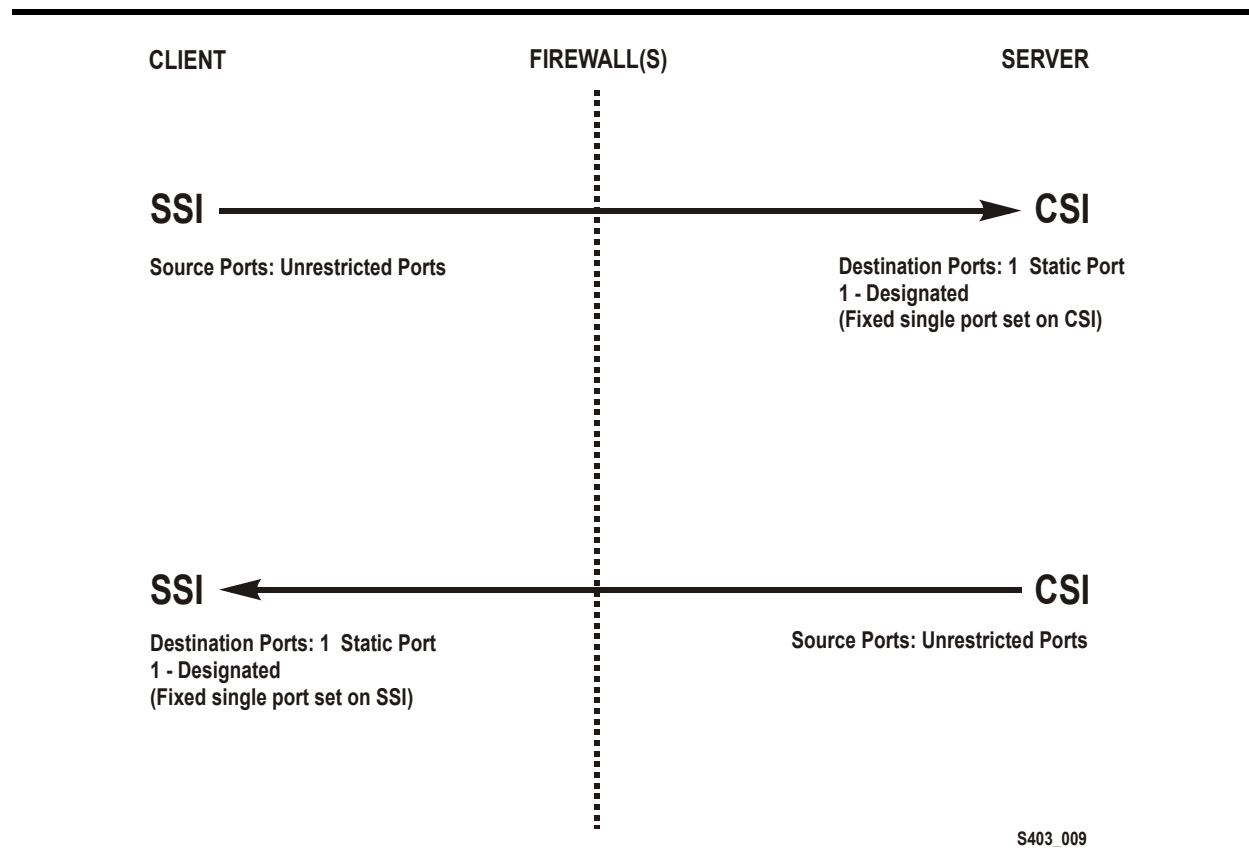 CLIENT
FIREWALL(S)
SERVER
SSI
CSI
Source Ports: Unrestricted Ports
Destination Ports: 1 Static Port
1 - Designated
(Fixed single port set on CSI)
SSI
CSI
Destination Ports: 1 Static Port
1 - Designated
(Fixed single port set on SSI)
Source Ports: Unrestricted Ports
S403_009